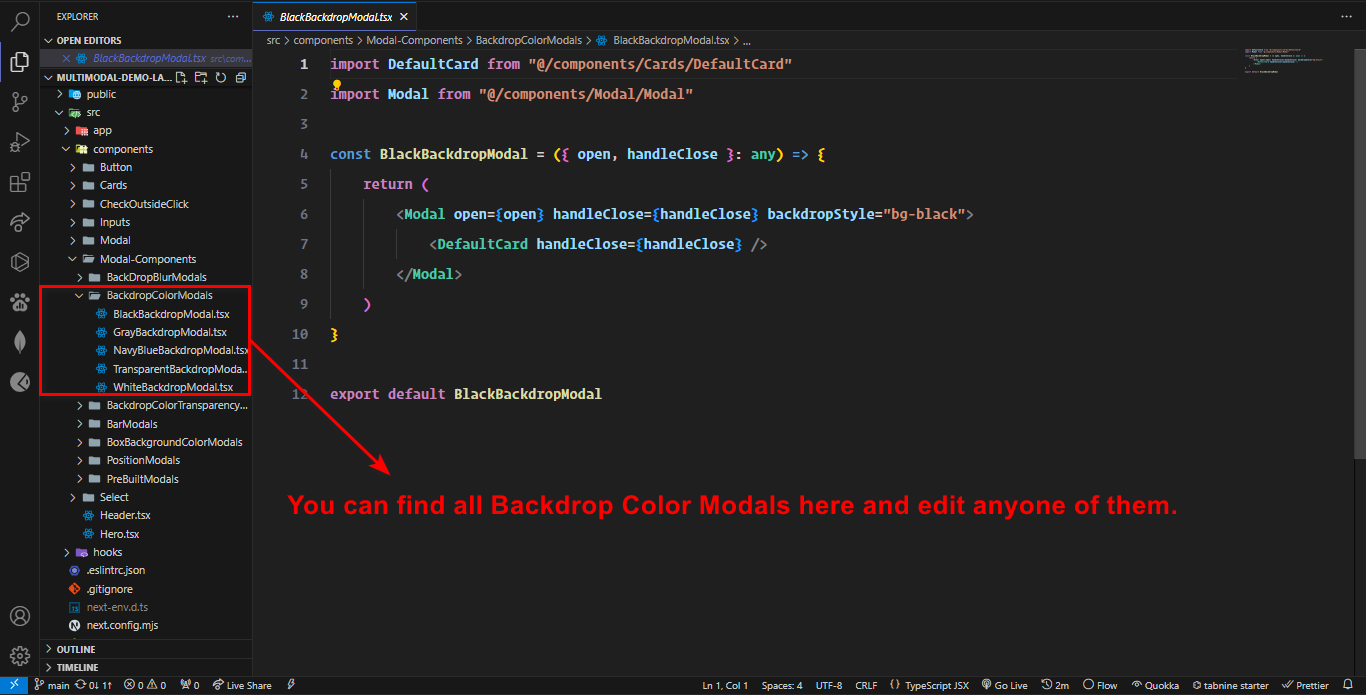 EXPLORER
OPEN EDITORS
BlackBackdropModal.tsx src\com...
MULTIMODAL-DEMO-LA...
public
src
app
components
Button
Cards
CheckOutsideClick
Inputs
Modal
Modal-Components
BackDropBlurModals
BackdropColorModals
BlackBackdropModal.tsx
GrayBackdropModal.tsx
NavyBlueBackdropModal.tsx
TransparentBackdropModa...
WhiteBackdropModal.tsx
BackdropColorTransparency...
BarModals
BoxBackgroundColorModals
PositionModals
PreBuiltModals
Select
Header.tsx
Hero.tsx
hooks
.eslintrc.json
.gitignore
next-env.d.ts
next.config.mjs
OUTLINE
TIMELINE
BlackBackdropModal.tsx
src > components > Modal-Components > BackdropColorModals > BlackBackdropModal.tsx > ...
1 import DefaultCard from "@/components/Cards/DefaultCard"
2 import Modal from "@/components/Modal/Modal"
3
4 const BlackBackdropModal = ({ open, handleClose }: any) => {
5 return (
6 <Modal open={open} handleClose={handleClose} backdropStyle="bg-black">
7 <DefaultCard handleClose={handleClose} />
8 </Modal>
9 )
10 }
11
12 export default BlackBackdropModal
You can find all Backdrop Color Modals here and edit anyone of them.
main 0↓ 1↑ 0 0 0 Live Share Ln 1, Col 1 Spaces: 4 UTF-8 CRLF {} TypeScript JSX Go Live 2m Flow Quokka tabnine starter Prettier